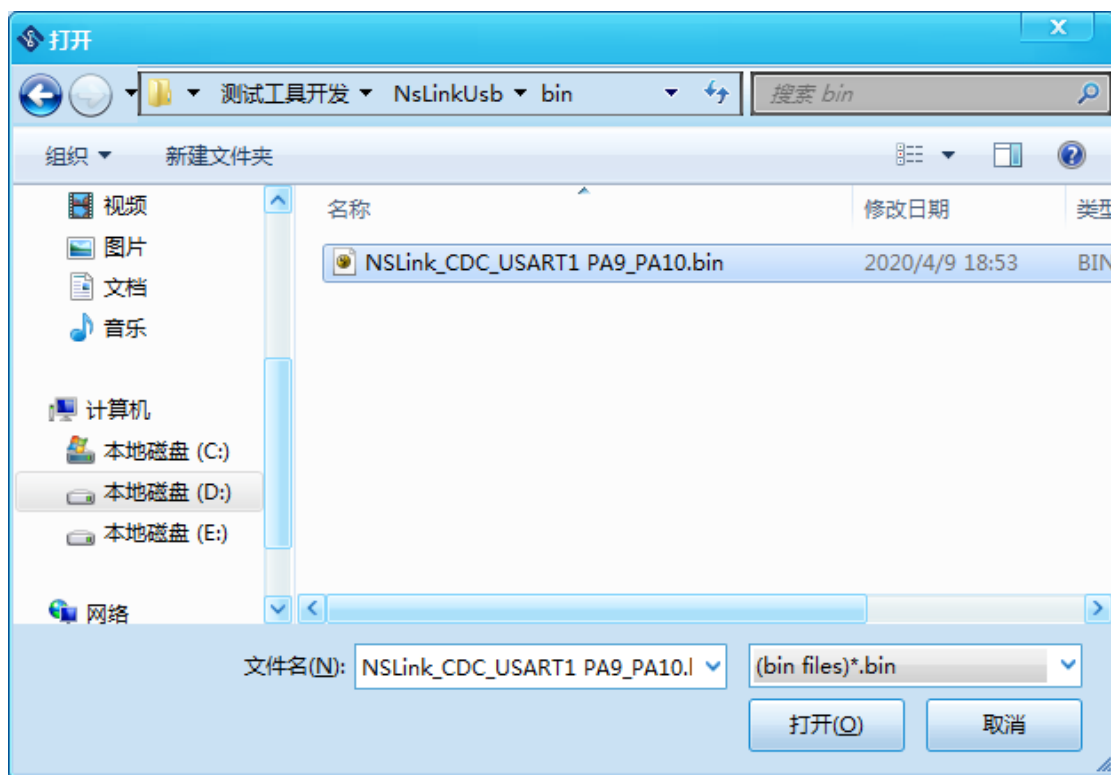 打开
测试工具开发 NsLinkUsb bin 搜索 bin
组织 新建文件夹
视频
图片
文档
音乐
计算机
本地磁盘 (C:)
本地磁盘 (D:)
本地磁盘 (E:)
网络
名称 修改日期 类型
NSLink_CDC_USART1 PA9_PA10.bin 2020/4/9 18:53 BIN
文件名(N): NSLink_CDC_USART1 PA9_PA10.l (bin files)*.bin
打开(O) 取消